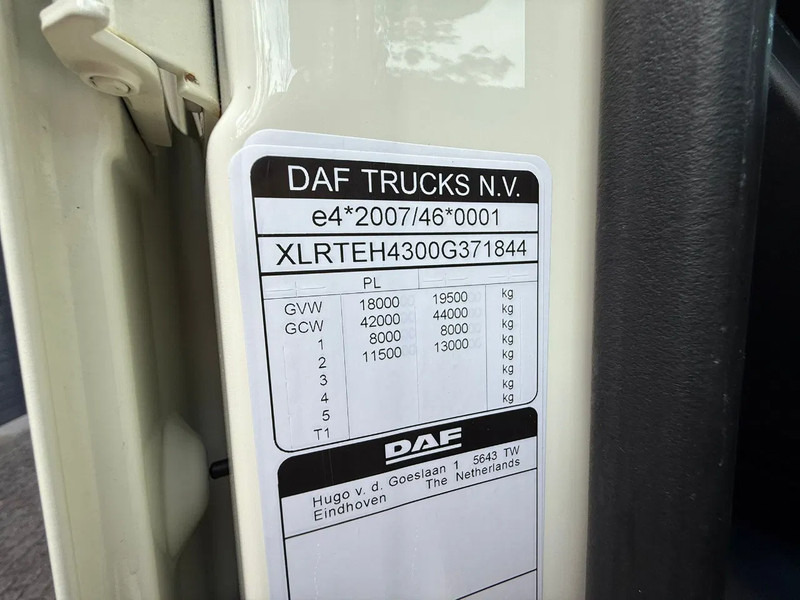 DAF TRUCKS N.V.
e4*2007/46*0001
XLRTEH4300G371844
PL
GVW 18000 19500 kg
GCW 42000 44000 kg
1 8000 8000 kg
2 11500 13000 kg
3 kg
4 kg
5 kg
T1
DAF
Hugo v. d. Goeslaan 1 5643 TW
Eindhoven The Netherlands